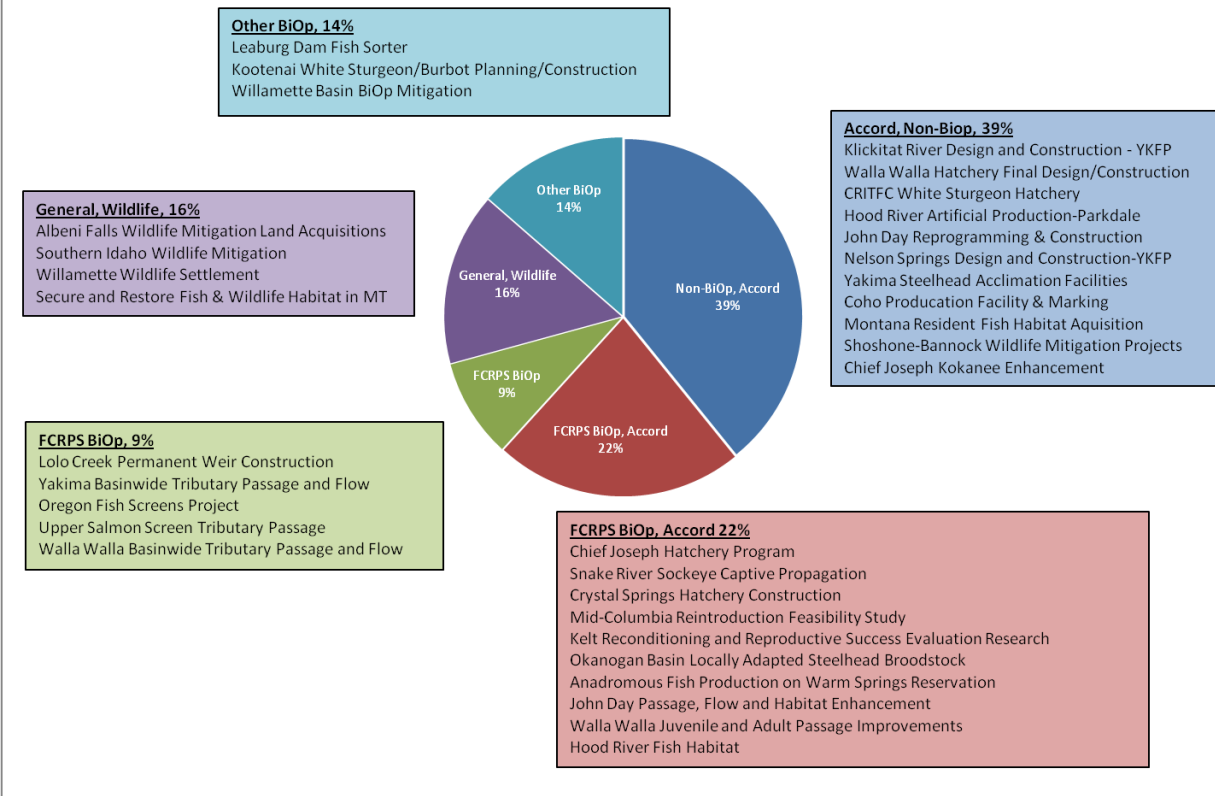 Other BiOp, 14%
Leaburg Dam Fish Sorter
Kootenai White Sturgeon/Burbot Planning/Construction
Willamette Basin BiOp Mitigation
Accord, Non-Biop, 39%
Klickitat River Design and Construction - YKFP
Walla Walla Hatchery Final Design/Construction
CRITFC White Sturgeon Hatchery
Hood River Artificial Production-Parkdale
John Day Reprogramming & Construction
Nelson Springs Design and Construction-YKFP
Yakima Steelhead Acclimation Facilities
Coho Producation Facility & Marking
Montana Resident Fish Habitat Aquisition
Shoshone-Bannock Wildlife Mitigation Projects
Chief Joseph Kokanee Enhancement
General, Wildlife, 16%
Albeni Falls Wildlife Mitigation Land Acquisitions
Southern Idaho Wildlife Mitigation
Willamette Wildlife Settlement
Secure and Restore Fish & Wildlife Habitat in MT
Other BiOp
14%
General, Wildlife
16%
Non-BiOp, Accord
39%
FCRPS BiOp
9%
FCRPS BiOp, Accord
22%
FCRPS BiOp, 9%
Lolo Creek Permanent Weir Construction
Yakima Basinwide Tributary Passage and Flow
Oregon Fish Screens Project
Upper Salmon Screen Tributary Passage
Walla Walla Basinwide Tributary Passage and Flow
FCRPS BiOp, Accord 22%
Chief Joseph Hatchery Program
Snake River Sockeye Captive Propagation
Crystal Springs Hatchery Construction
Mid-Columbia Reintroduction Feasibility Study
Kelt Reconditioning and Reproductive Success Evaluation Research
Okanogan Basin Locally Adapted Steelhead Broodstock
Anadromous Fish Production on Warm Springs Reservation
John Day Passage, Flow and Habitat Enhancement
Walla Walla Juvenile and Adult Passage Improvements
Hood River Fish Habitat